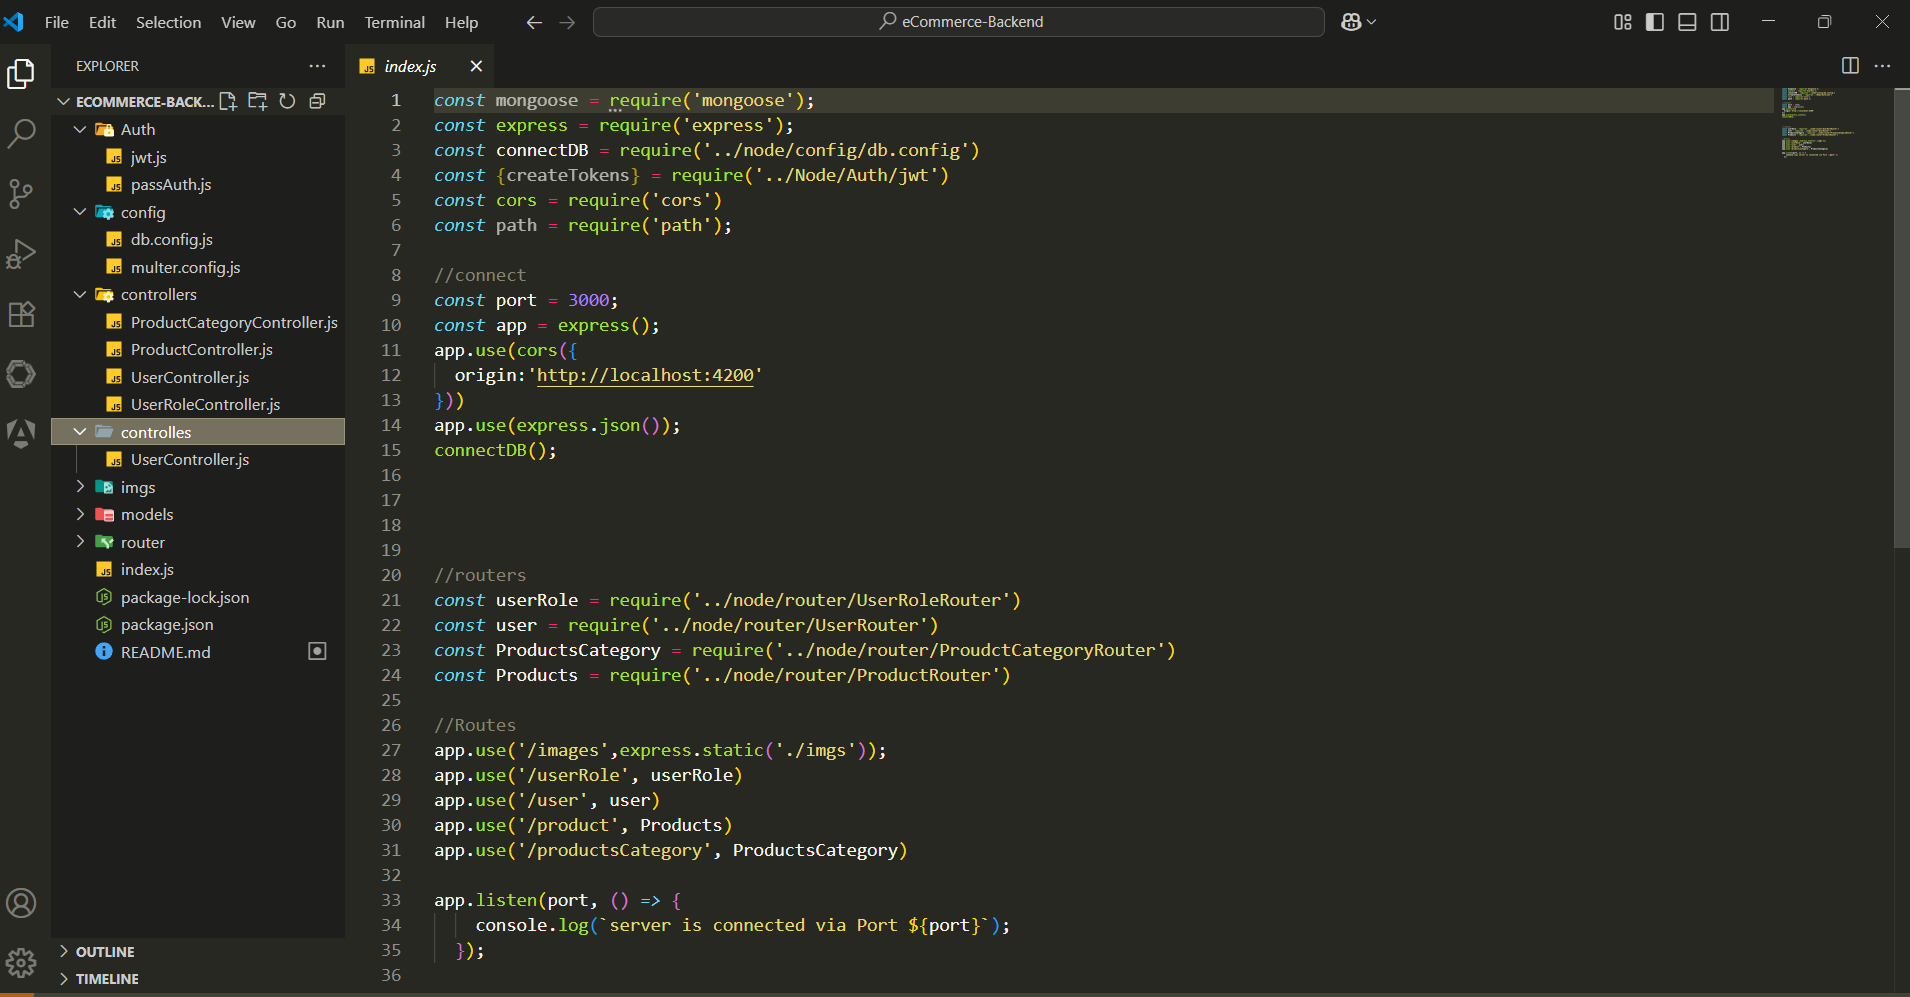 File Edit Selection View Go Run Terminal Help
eCommerce-Backend
EXPLORER
ECOMMERCE-BACK...
Auth
jwt.js
passAuth.js
config
db.config.js
multer.config.js
controllers
ProductCategoryController.js
ProductController.js
UserController.js
UserRoleController.js
controlles
UserController.js
imgs
models
router
index.js
package-lock.json
package.json
README.md
OUTLINE
TIMELINE
index.js
1 const mongoose = require('mongoose');
2 const express = require('express');
3 const connectDB = require('../node/config/db.config')
4 const {createTokens} = require('../Node/Auth/jwt')
5 const cors = require('cors')
6 const path = require('path');
7
8 //connect
9 const port = 3000;
10 const app = express();
11 app.use(cors({
12 origin:'http://localhost:4200'
13 }))
14 app.use(express.json());
15 connectDB();
16
17
18
19
20 //routers
21 const userRole = require('../node/router/UserRoleRouter')
22 const user = require('../node/router/UserRouter')
23 const ProductsCategory = require('../node/router/ProudctCategoryRouter')
24 const Products = require('../node/router/ProductRouter')
25
26 //Routes
27 app.use('/images',express.static('./imgs'));
28 app.use('/userRole', userRole)
29 app.use('/user', user)
30 app.use('/product', Products)
31 app.use('/productsCategory', ProductsCategory)
32
33 app.listen(port, () => {
34 console.log(`server is connected via Port ${port}`);
35 });
36